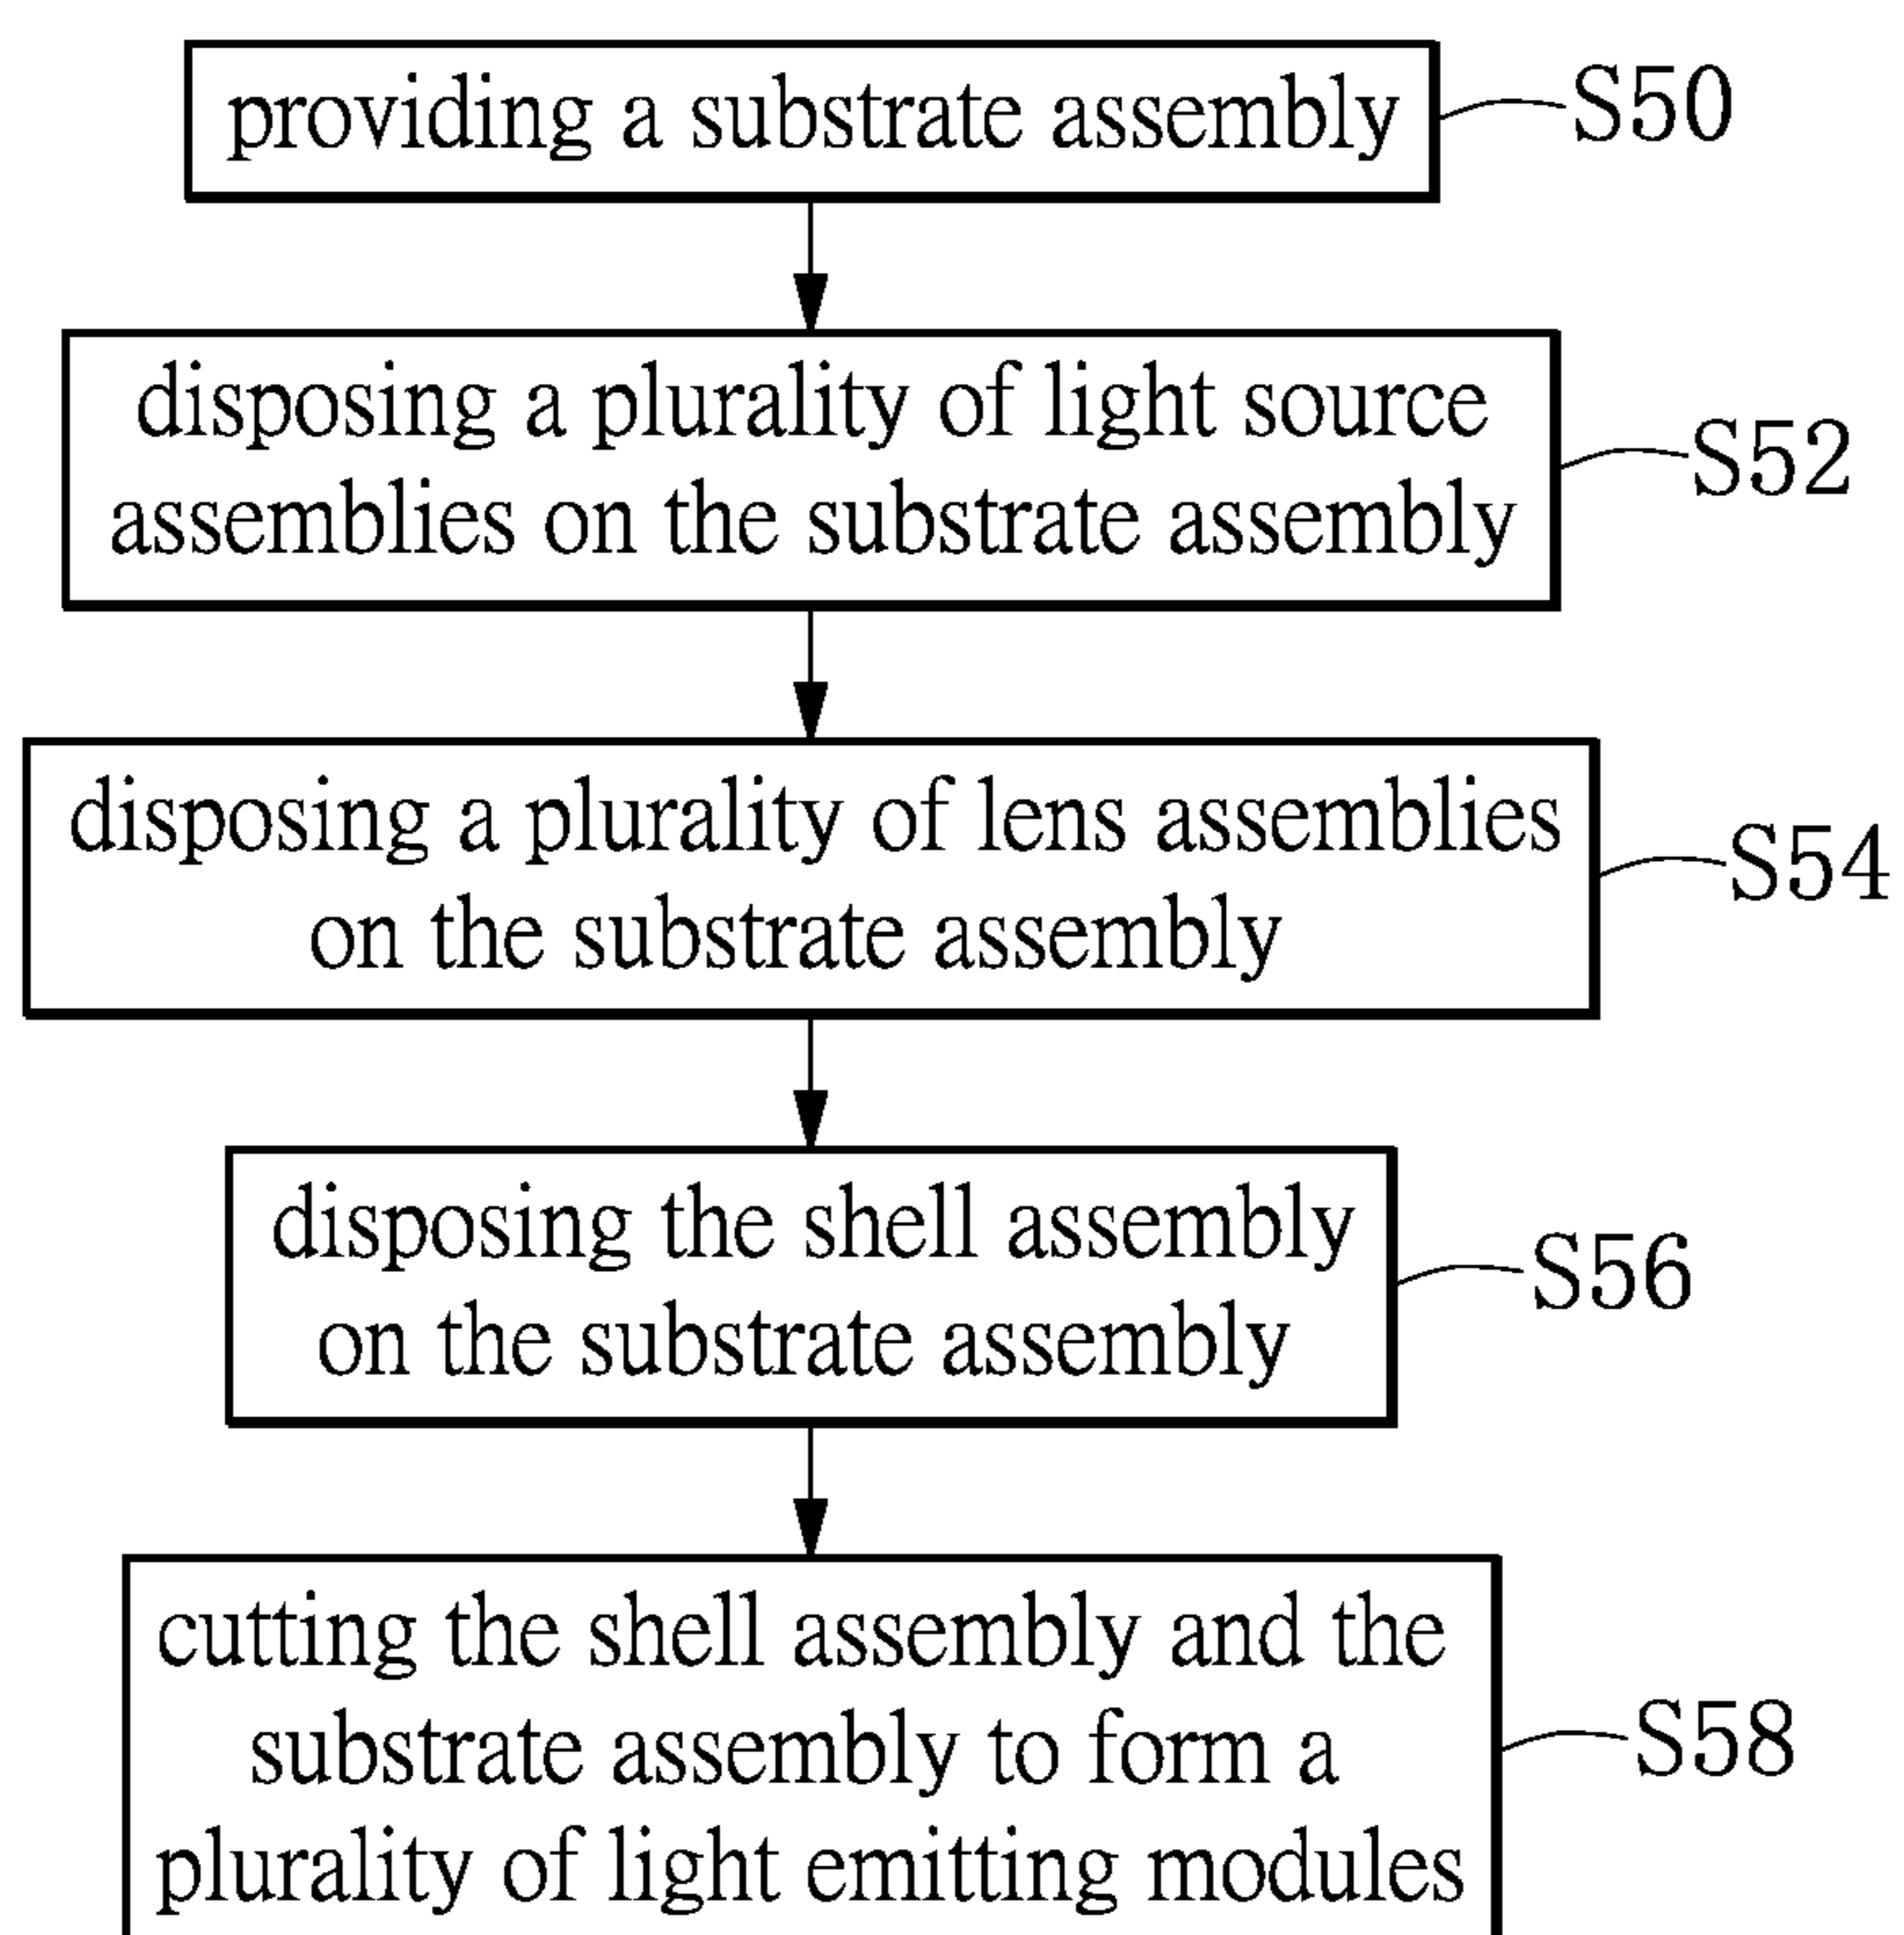 providing a substrate assembly
S50
disposing a plurality of light source
assemblies on the substrate assembly
S52
disposing a plurality of lens assemblies
on the substrate assembly
S54
disposing the shell assembly
on the substrate assembly
S56
cutting the shell assembly and the
substrate assembly to form a
plurality of light emitting modules
S58